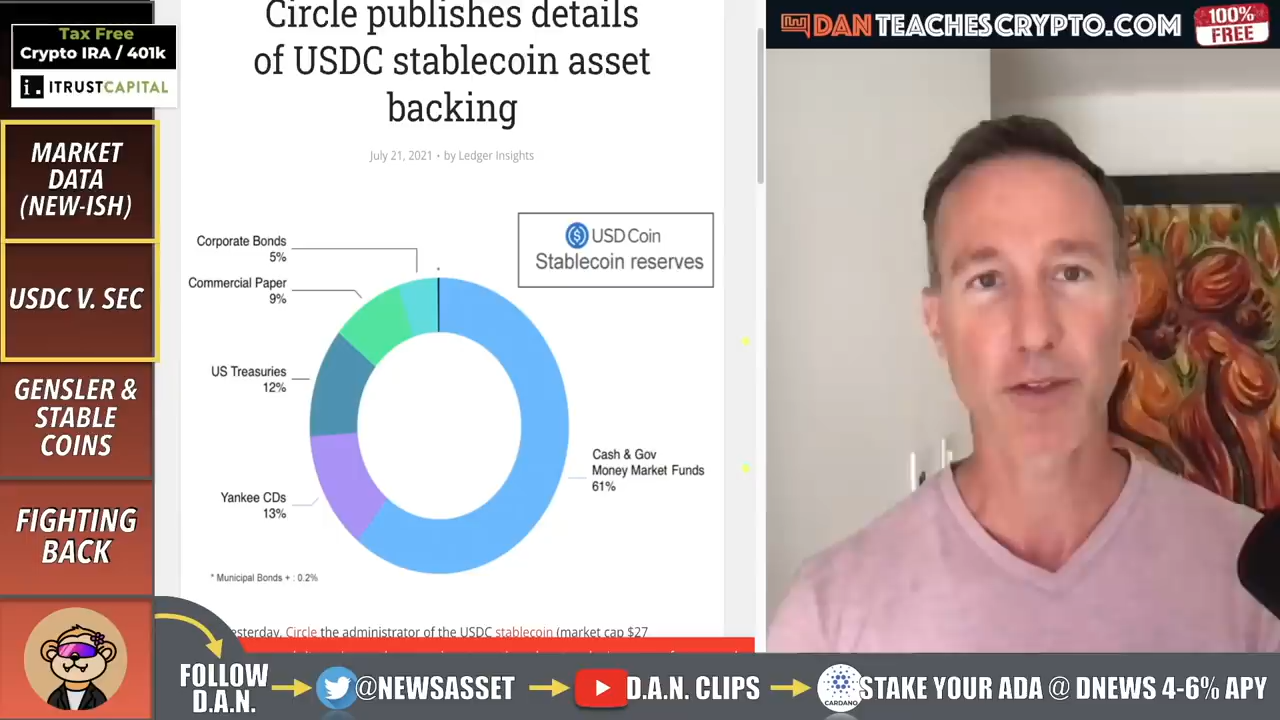 Tax Free
Crypto IRA / 401k
i. ITRUSTCAPITAL
MARKET
DATA
(NEW-ISH)
USDC V. SEC
GENSLER &
STABLE
COINS
FIGHTING
BACK
Circle publishes details
of USDC stablecoin asset
backing
July 21, 2021 • by Ledger Insights
USD Coin
Stablecoin reserves
Corporate Bonds
5%
Commercial Paper
9%
US Treasuries
12%
Yankee CDs
13%
Cash & Gov
Money Market Funds
61%
*
* Municipal Bonds + : 0.2%
Circle the administrator of the USDC stablecoin (market cap $27
DANTEACHESCRYPTO.COM
100%
FREE
FOLLOW
D.A.N.
@NEWSASSET
D.A.N. CLIPS
CARDANO
STAKE YOUR ADA @ DNEWS 4-6% APY